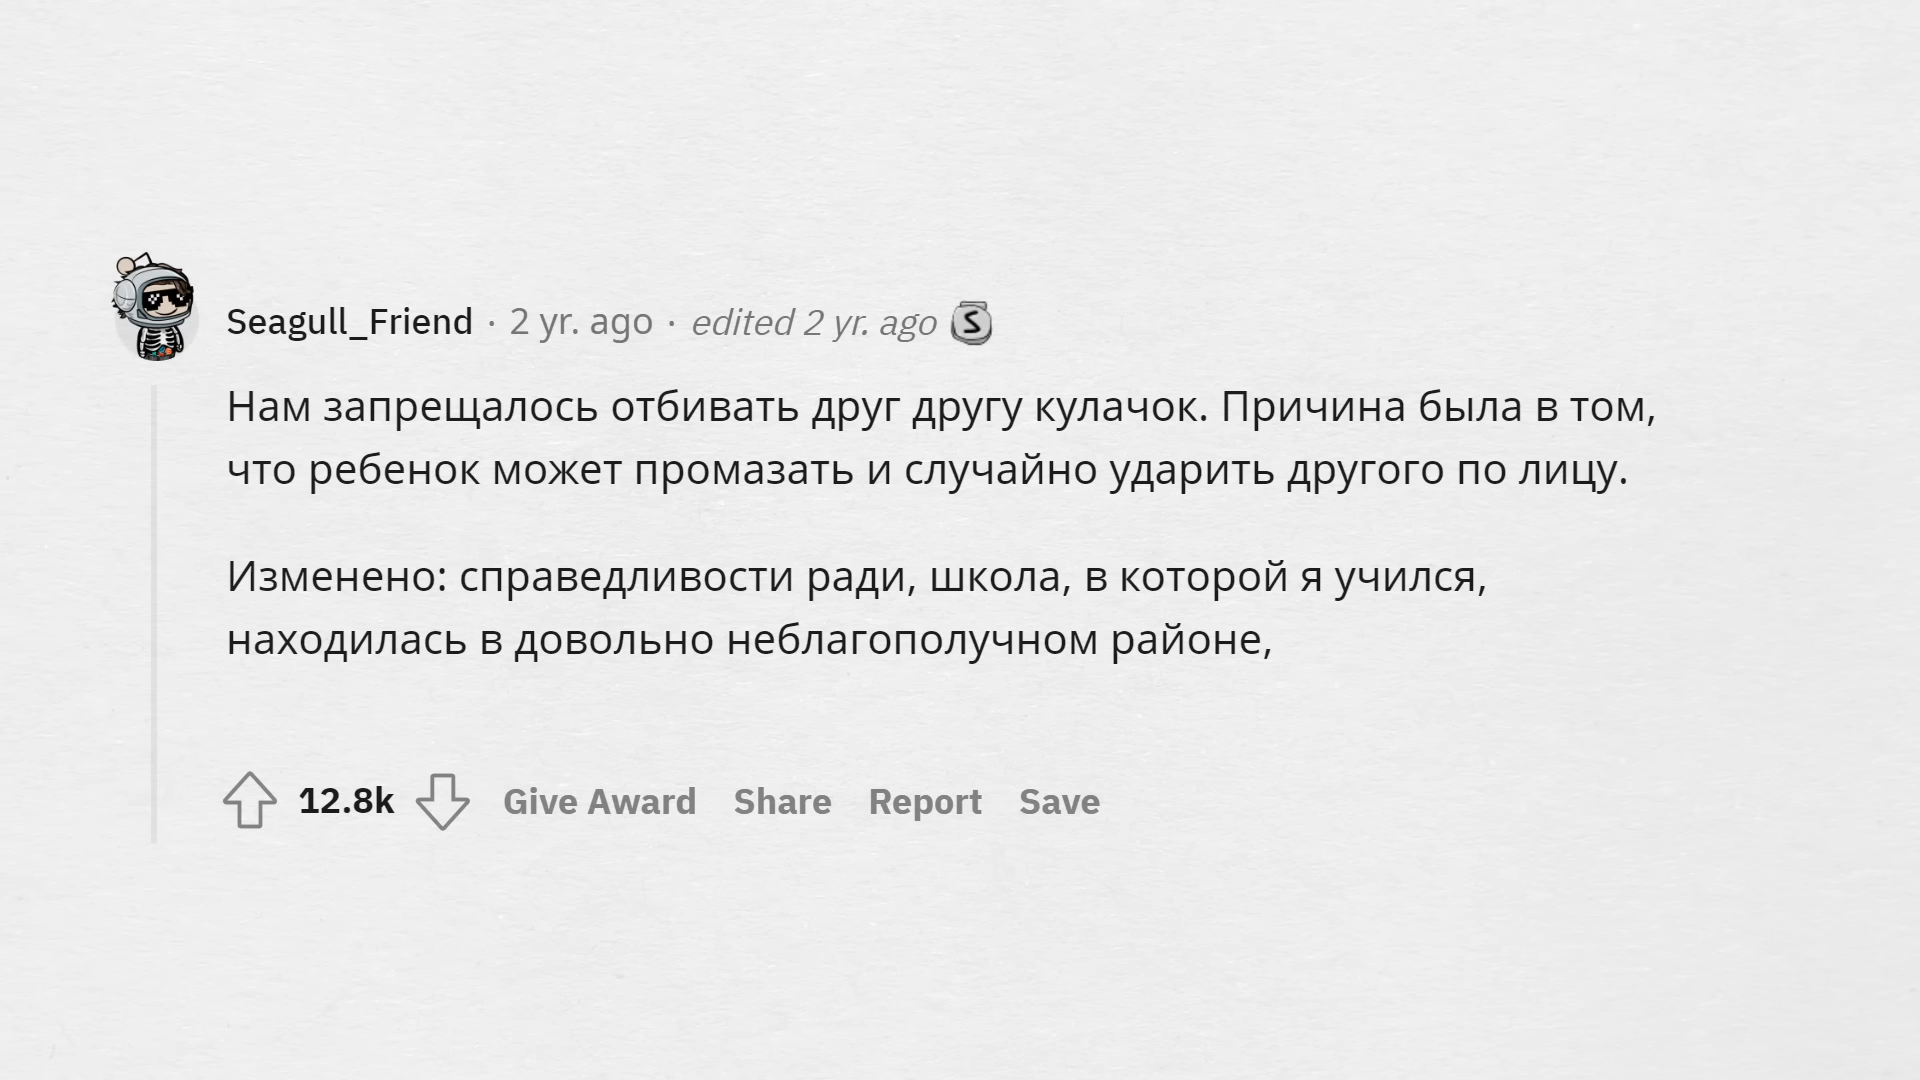 Seagull_Friend · 2 yr. ago · edited 2 yr. ago S
Нам запрещалось отбивать друг другу кулачок. Причина была в том,
что ребенок может промазать и случайно ударить другого по лицу.
Изменено: справедливости ради, школа, в которой я учился,
находилась в довольно неблагополучном районе,
12.8k Give Award Share Report Save